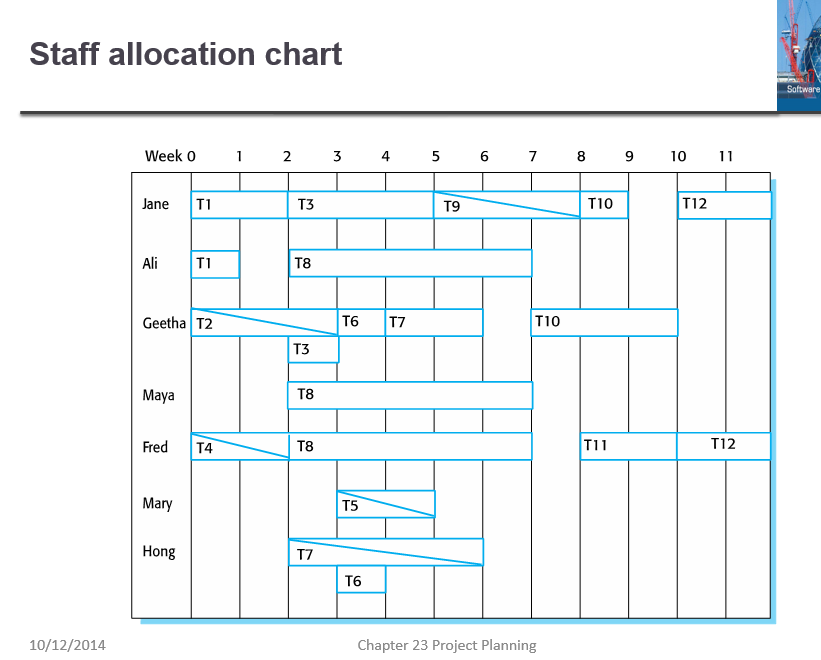 Staff allocation chart
Software
Week 0 1 2 3 4 5 6 7 8 9 10 11
Jane T1 T3 T9 T10 T12
Ali T1 T8
Geetha T2 T6 T7 T10
T3
Maya T8
Fred T4 T8 T11 T12
Mary T5
Hong T7
T6
10/12/2014 Chapter 23 Project Planning